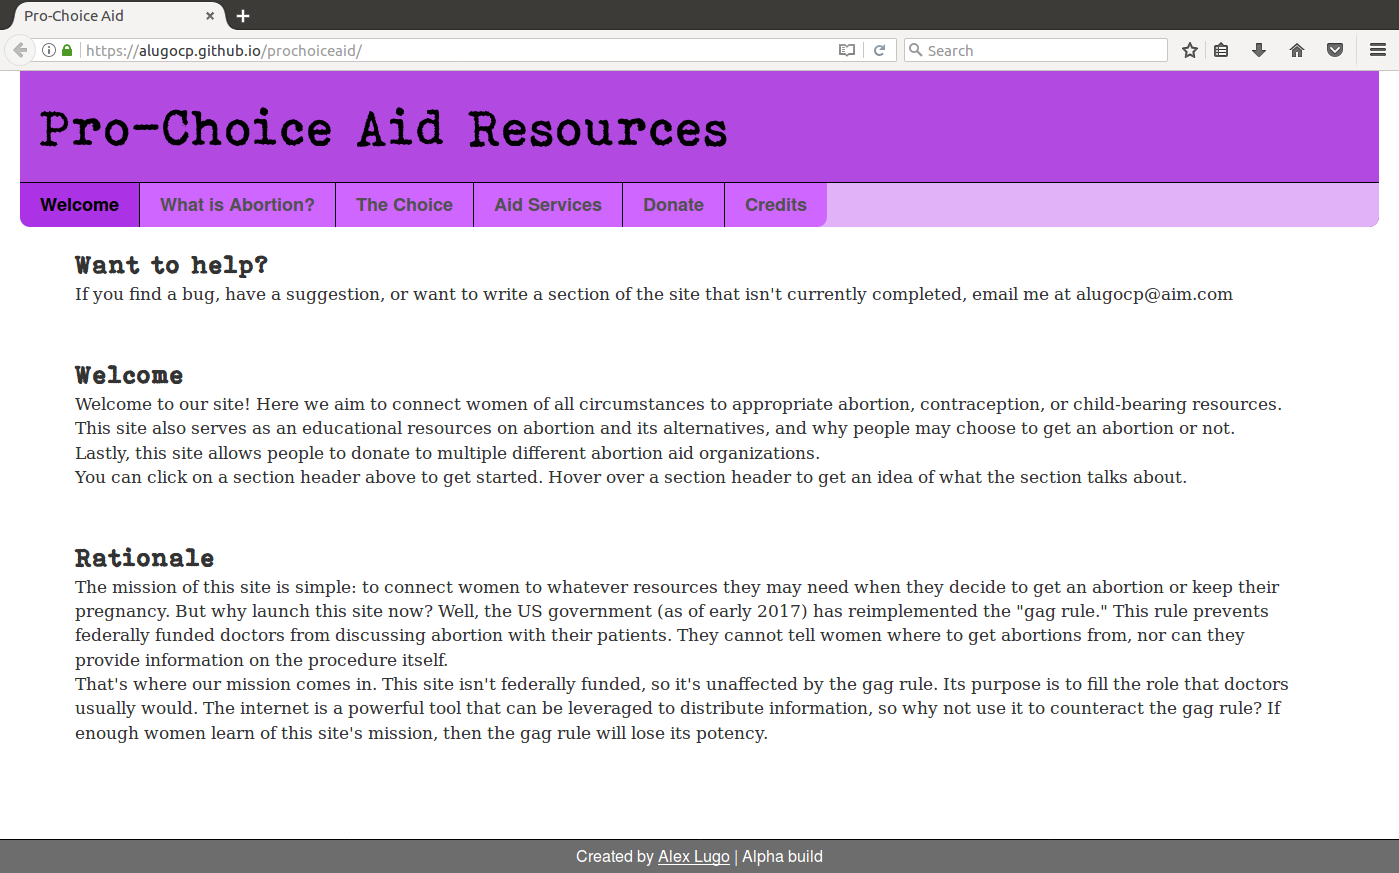 Pro-Choice Aid
https://alugocp.github.io/prochoiceaid/
Search
Pro-Choice Aid Resources
Welcome
What is Abortion?
The Choice
Aid Services
Donate
Credits
Want to help?
If you find a bug, have a suggestion, or want to write a section of the site that isn't currently completed, email me at alugocp@aim.com
Welcome
Welcome to our site! Here we aim to connect women of all circumstances to appropriate abortion, contraception, or child-bearing resources.
This site also serves as an educational resources on abortion and its alternatives, and why people may choose to get an abortion or not.
Lastly, this site allows people to donate to multiple different abortion aid organizations.
You can click on a section header above to get started. Hover over a section header to get an idea of what the section talks about.
Rationale
The mission of this site is simple: to connect women to whatever resources they may need when they decide to get an abortion or keep their
pregnancy. But why launch this site now? Well, the US government (as of early 2017) has reimplemented the "gag rule." This rule prevents
federally funded doctors from discussing abortion with their patients. They cannot tell women where to get abortions from, nor can they
provide information on the procedure itself.
That's where our mission comes in. This site isn't federally funded, so it's unaffected by the gag rule. Its purpose is to fill the role that doctors
usually would. The internet is a powerful tool that can be leveraged to distribute information, so why not use it to counteract the gag rule? If
enough women learn of this site's mission, then the gag rule will lose its potency.
Created by Alex Lugo | Alpha build